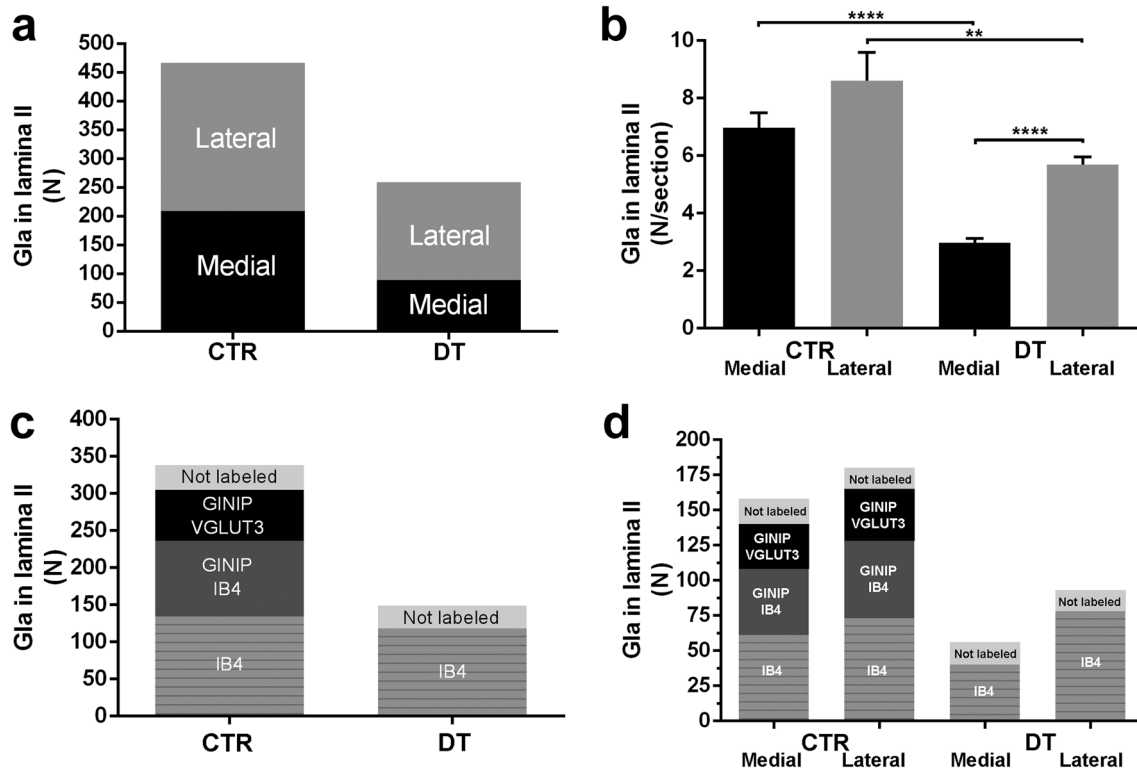 a
GIa in lamina II
(N)
500
450
400
350
300
250
200
150
100
50
0
Lateral
Medial
Lateral
Medial
CTR
DT
b
GIa in lamina II
(N/section)
10
8
6
4
2
0
****
**
****
CTR
DT
Medial
Lateral
Medial
Lateral
c
GIa in lamina II
(N)
400
350
300
250
200
150
100
50
0
Not labeled
GINIP
VGLUT3
GINIP
IB4
IB4
Not labeled
IB4
CTR
DT
d
GIa in lamina II
(N)
200
175
150
125
100
75
50
25
0
Not labeled
GINIP
VGLUT3
GINIP
IB4
IB4
Not labeled
GINIP
VGLUT3
GINIP
IB4
IB4
Not labeled
IB4
Not labeled
IB4
CTR
DT
Medial
Lateral
Medial
Lateral